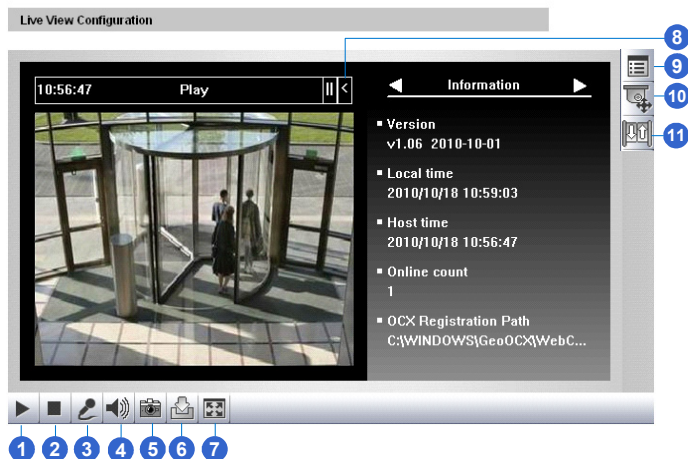 Live View Configuration
10:56:47 Play || <
Information
Version
v1.06 2010-10-01
Local time
2010/10/18 10:59:03
Host time
2010/10/18 10:56:47
Online count
1
OCX Registration Path
C:\WINDOWS\GeoOCX\WebC...
8
9
10
11
1 2 3 4 5 6 7